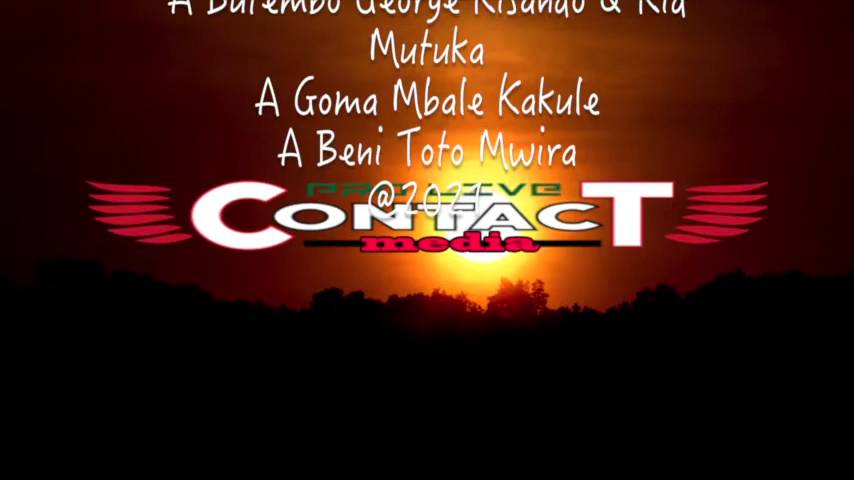 A Butembo George Kisando & Kid
Mutuka
A Goma Mbale Kakule
A Beni Toto Mwira
CONTACT
media